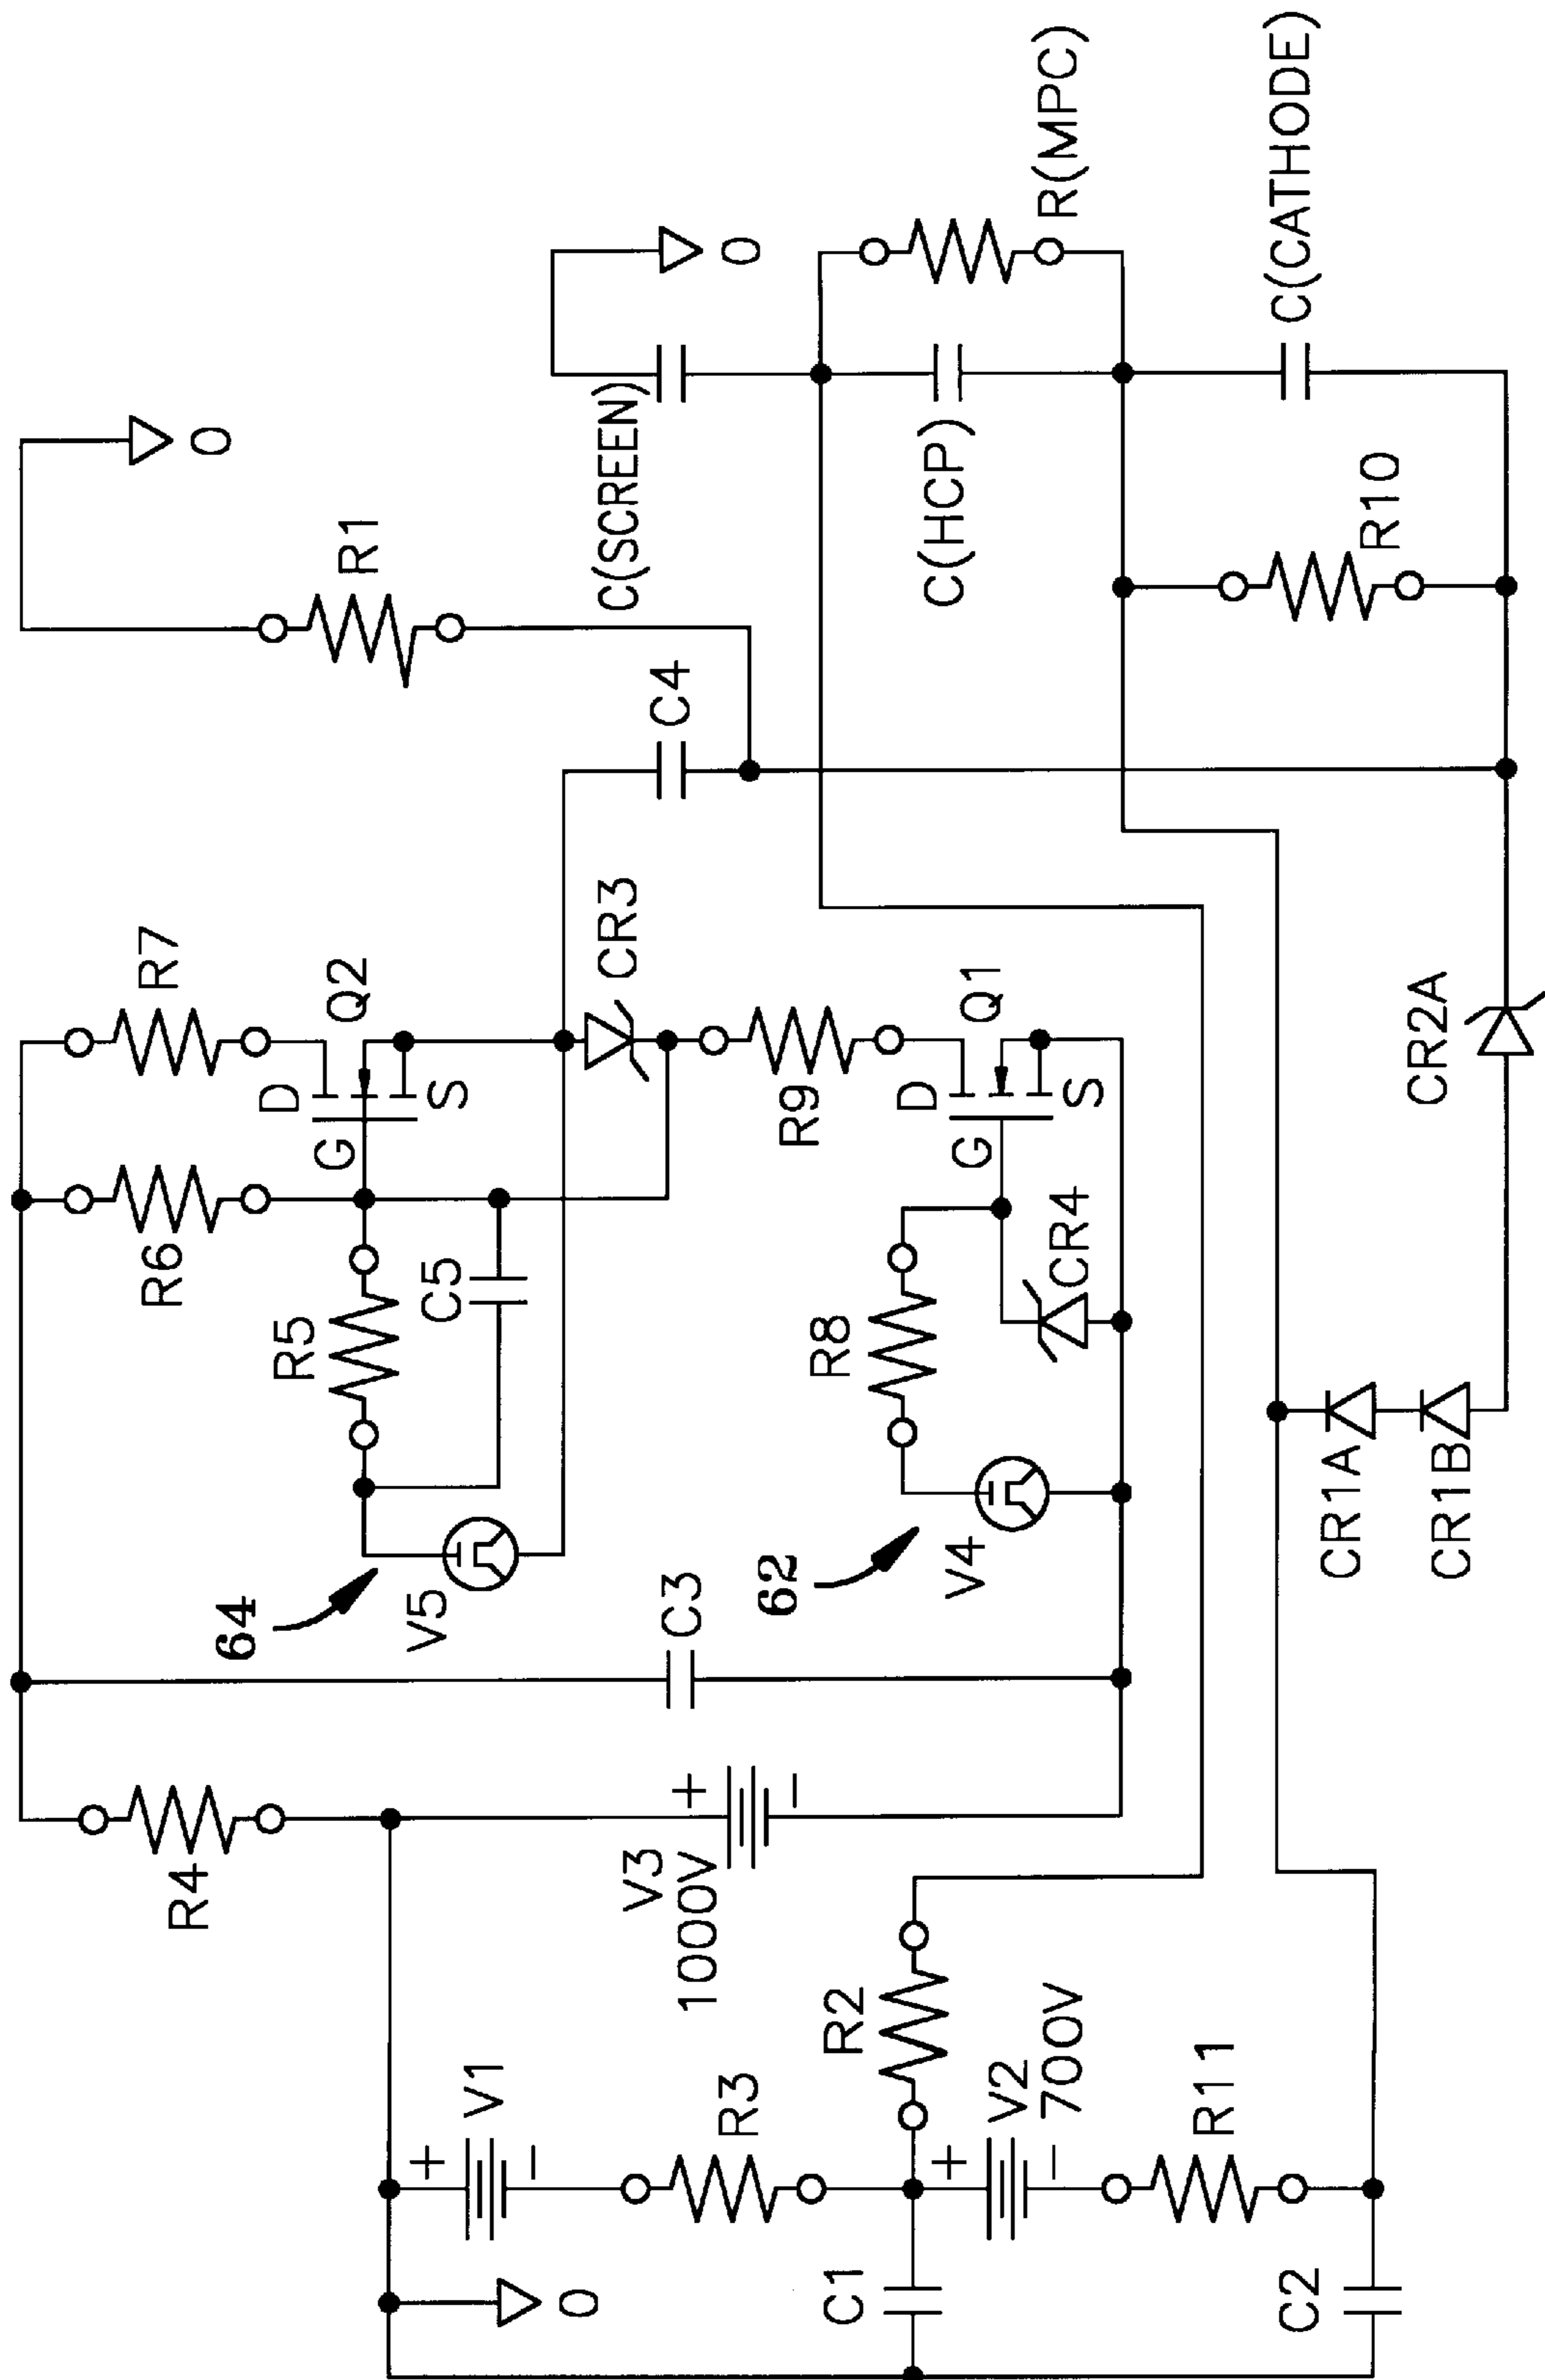 R4
R6
R7
R1
0
64
R5
C5
G
D
S
Q2
V5
CR3
C4
C(SCREEN)
0
V1
+
−
V3
1000V
+
−
C3
62
R8
R9
V4
G
D
S
Q1
CR4
C(HCP)
R(MPC)
0
R3
R2
C1
V2
700V
+
−
R11
C2
CR1A
CR1B
CR2A
R10
C(CATHODE)